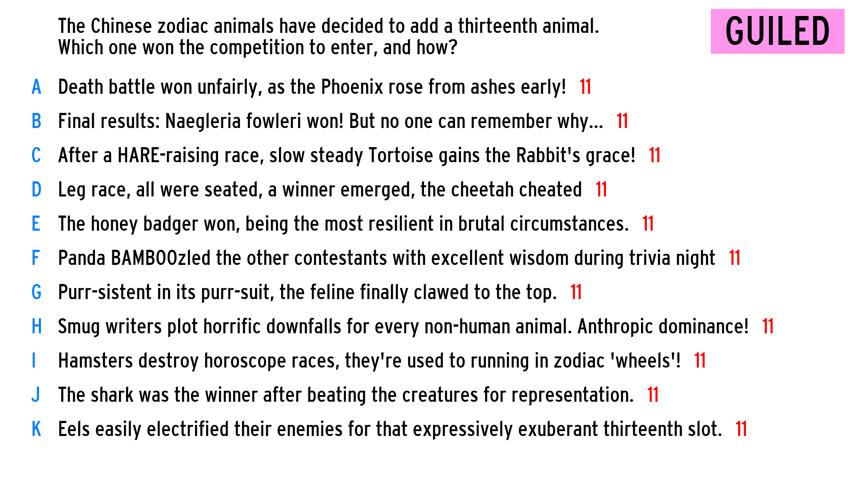 The Chinese zodiac animals have decided to add a thirteenth animal.
Which one won the competition to enter, and how?
GUILED
A Death battle won unfairly, as the Phoenix rose from ashes early! 11
B Final results: Naegleria fowleri won! But no one can remember why... 11
C After a HARE-raising race, slow steady Tortoise gains the Rabbit's grace! 11
D Leg race, all were seated, a winner emerged, the cheetah cheated 11
E The honey badger won, being the most resilient in brutal circumstances. 11
F Panda BAMBOOzled the other contestants with excellent wisdom during trivia night 11
G Purr-sistent in its purr-suit, the feline finally clawed to the top. 11
H Smug writers plot horrific downfalls for every non-human animal. Anthropic dominance! 11
I Hamsters destroy horoscope races, they're used to running in zodiac 'wheels'! 11
J The shark was the winner after beating the creatures for representation. 11
K Eels easily electrified their enemies for that expressively exuberant thirteenth slot. 11